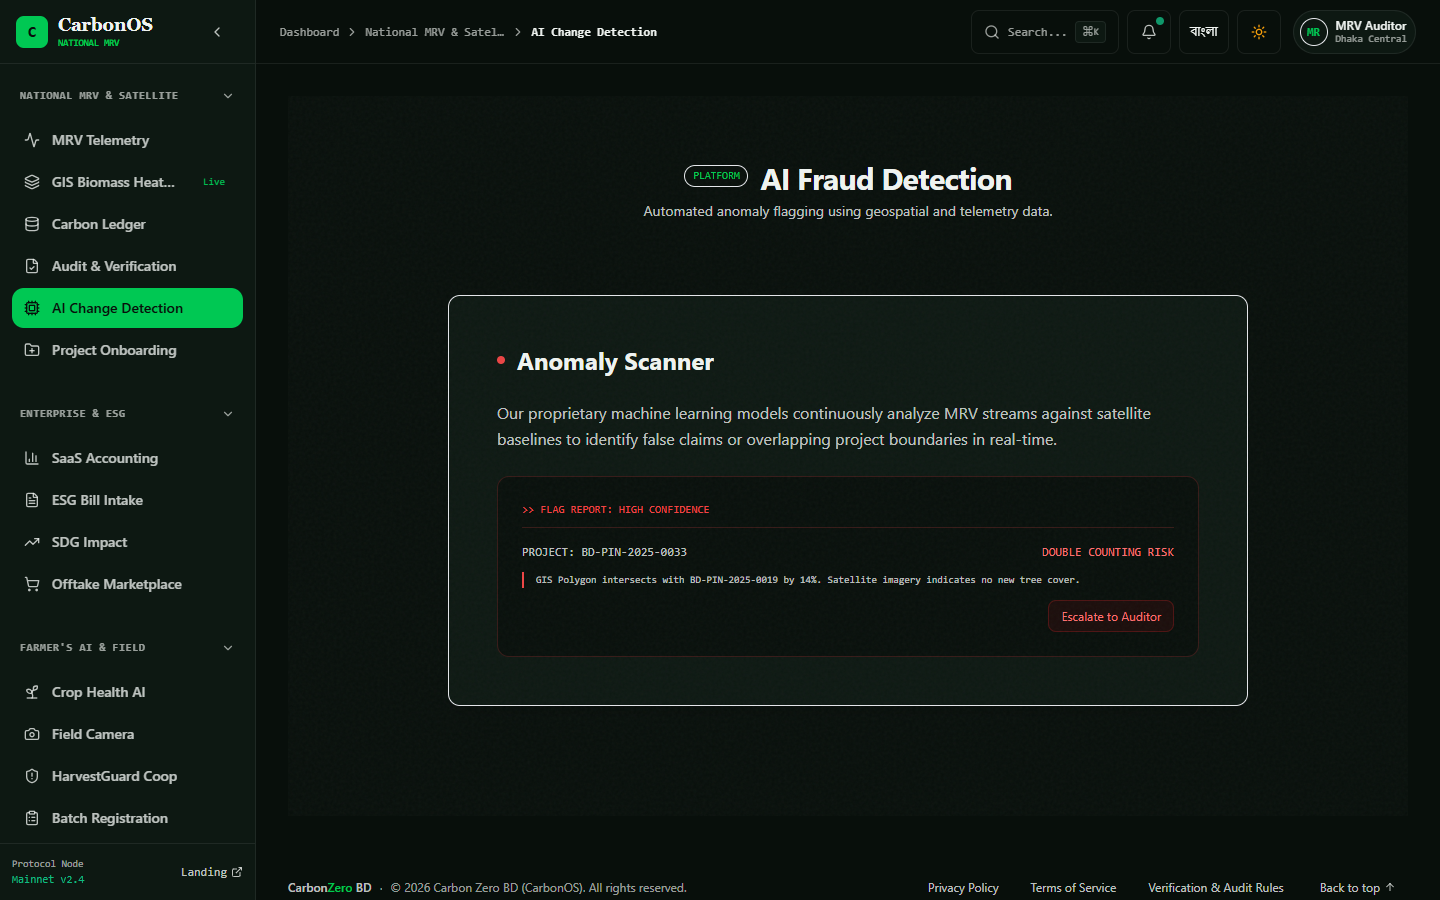 C
CarbonOS
NATIONAL MRV
Dashboard
National MRV & Satel…
AI Change Detection
Search...
⌘K
বাংলা
MR
MRV Auditor
Dhaka Central
NATIONAL MRV & SATELLITE
MRV Telemetry
GIS Biomass Heat...
Live
Carbon Ledger
Audit & Verification
AI Change Detection
Project Onboarding
ENTERPRISE & ESG
SaaS Accounting
ESG Bill Intake
SDG Impact
Offtake Marketplace
FARMER'S AI & FIELD
Crop Health AI
Field Camera
HarvestGuard Coop
Batch Registration
Protocol Node
Mainnet v2.4
Landing
PLATFORM
AI Fraud Detection
Automated anomaly flagging using geospatial and telemetry data.
Anomaly Scanner
Our proprietary machine learning models continuously analyze MRV streams against satellite
baselines to identify false claims or overlapping project boundaries in real-time.
>> FLAG REPORT: HIGH CONFIDENCE
PROJECT: BD-PIN-2025-0033
DOUBLE COUNTING RISK
GIS Polygon intersects with BD-PIN-2025-0019 by 14%. Satellite imagery indicates no new tree cover.
Escalate to Auditor
CarbonZero BD · © 2026 Carbon Zero BD (CarbonOS). All rights reserved.
Privacy Policy
Terms of Service
Verification & Audit Rules
Back to top ↑